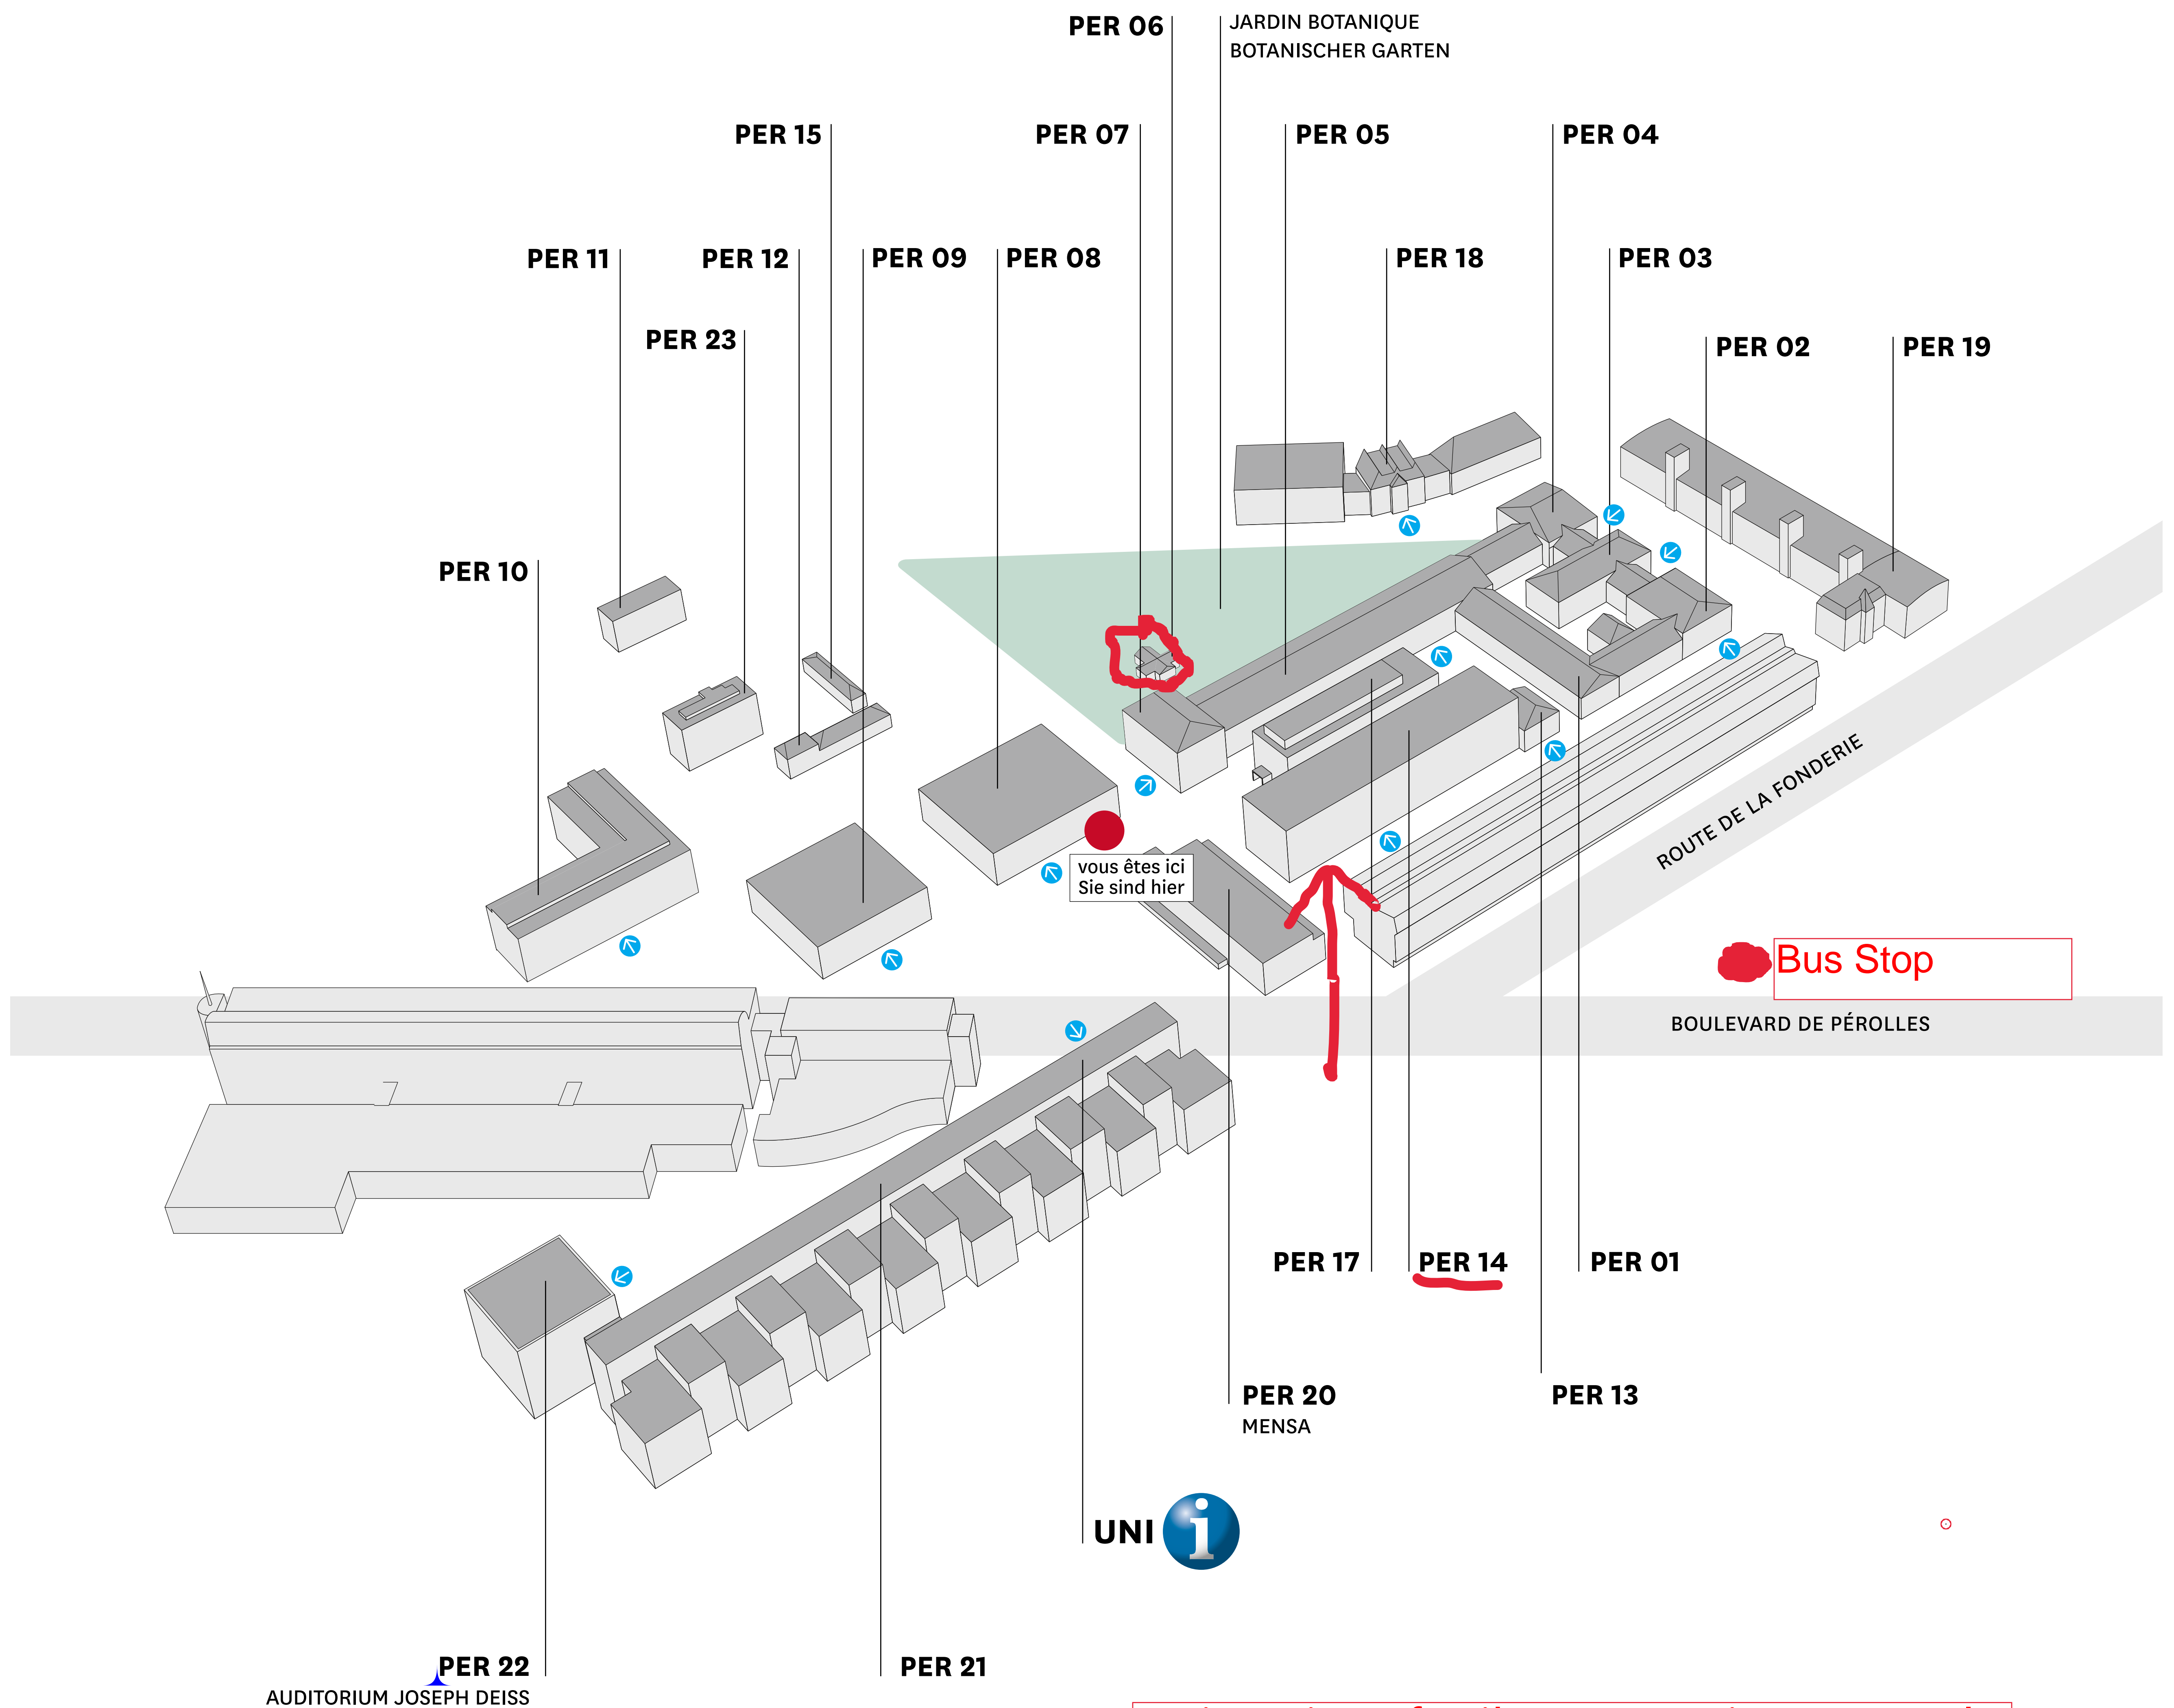 PER 06
JARDIN BOTANIQUE
BOTANISCHER GARTEN
PER 15
PER 07
PER 05
PER 04
PER 11
PER 12
PER 09
PER 08
PER 18
PER 03
PER 23
PER 02
PER 19
PER 10
ROUTE DE LA FONDERIE
vous êtes ici
Sie sind hier
Bus Stop
BOULEVARD DE PÉROLLES
PER 17
PER 14
PER 01
PER 20
MENSA
PER 13
UNI i
PER 22
AUDITORIUM JOSEPH DEISS
PER 21